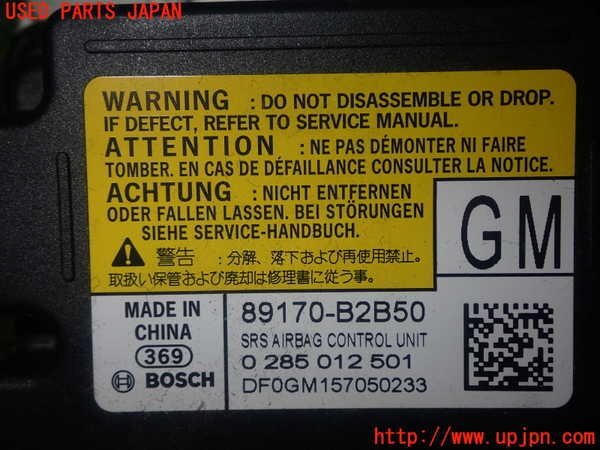 USED PARTS JAPAN
WARNING : DO NOT DISASSEMBLE OR DROP.
IF DEFECT, REFER TO SERVICE MANUAL.
ATTENTION : NE PAS DÉMONTER NI FAIRE
TOMBER. EN CAS DE DÉFAILLANCE CONSULTER LA NOTICE.
ACHTUNG : NICHT ENTFERNEN
ODER FALLEN LASSEN. BEI STÖRUNGEN
SIEHE SERVICE-HANDBUCH.
GM
警告 : 分解、落下および再使用禁止。
取扱い保管および廃却は修理書に従う事。
MADE IN
CHINA
369
BOSCH
89170-B2B50
SRS AIRBAG CONTROL UNIT
0 285 012 501
DF0GM157050233
http://www.upjpn.com/